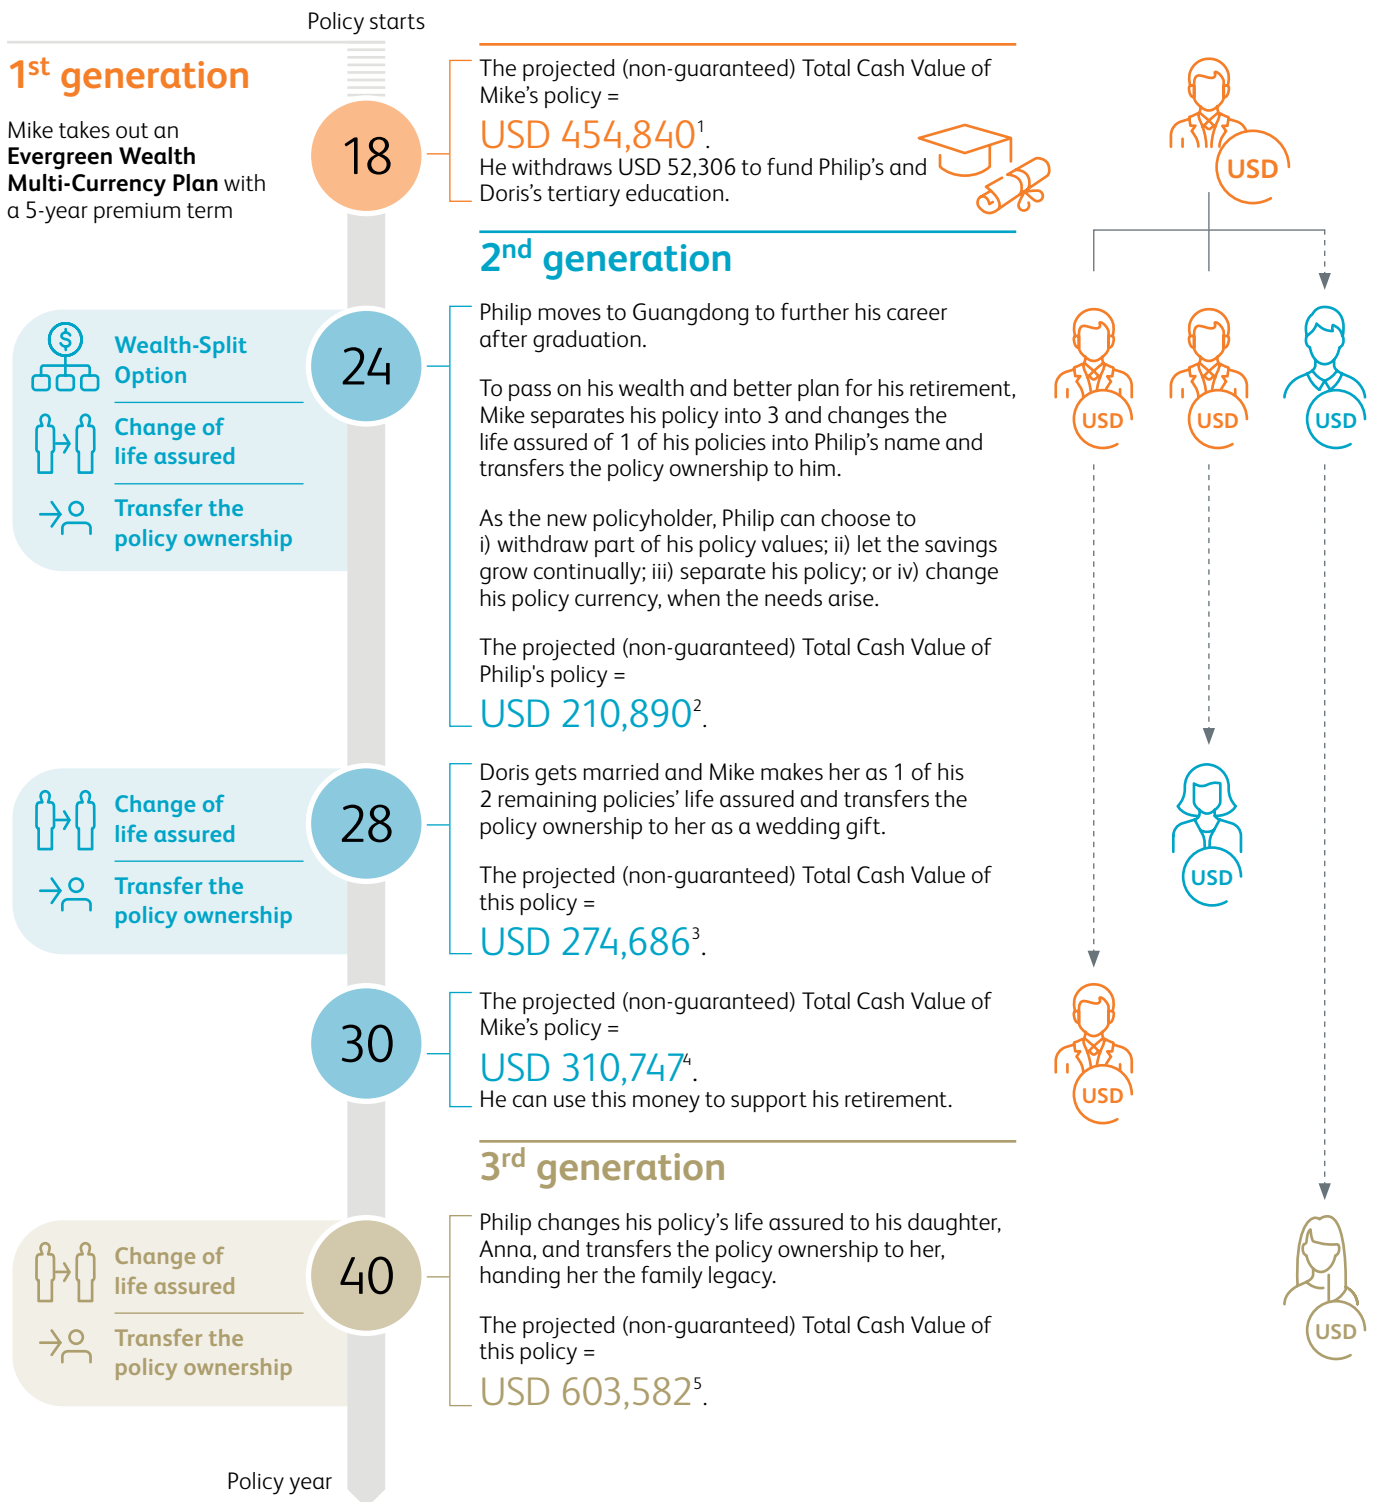 Policy starts
1st generation
Mike takes out an
Evergreen Wealth
Multi-Currency Plan with
a 5-year premium term
18
The projected (non-guaranteed) Total Cash Value of
Mike’s policy =
USD 454,840¹.
He withdraws USD 52,306 to fund Philip’s and
Doris’s tertiary education.
USD
2nd generation
Wealth-Split
Option
Change of
life assured
Transfer the
policy ownership
24
Philip moves to Guangdong to further his career
after graduation.
To pass on his wealth and better plan for his retirement,
Mike separates his policy into 3 and changes the
life assured of 1 of his policies into Philip’s name and
transfers the policy ownership to him.
As the new policyholder, Philip can choose to
i) withdraw part of his policy values; ii) let the savings
grow continually; iii) separate his policy; or iv) change
his policy currency, when the needs arise.
The projected (non-guaranteed) Total Cash Value of
Philip's policy =
USD 210,890².
USD
USD
USD
Change of
life assured
Transfer the
policy ownership
28
Doris gets married and Mike makes her as 1 of his
2 remaining policies’ life assured and transfers the
policy ownership to her as a wedding gift.
The projected (non-guaranteed) Total Cash Value of
this policy =
USD 274,686³.
USD
30
The projected (non-guaranteed) Total Cash Value of
Mike’s policy =
USD 310,747⁴.
He can use this money to support his retirement.
USD
3rd generation
Change of
life assured
Transfer the
policy ownership
40
Philip changes his policy’s life assured to his daughter,
Anna, and transfers the policy ownership to her,
handing her the family legacy.
The projected (non-guaranteed) Total Cash Value of
this policy =
USD 603,582⁵.
USD
Policy year